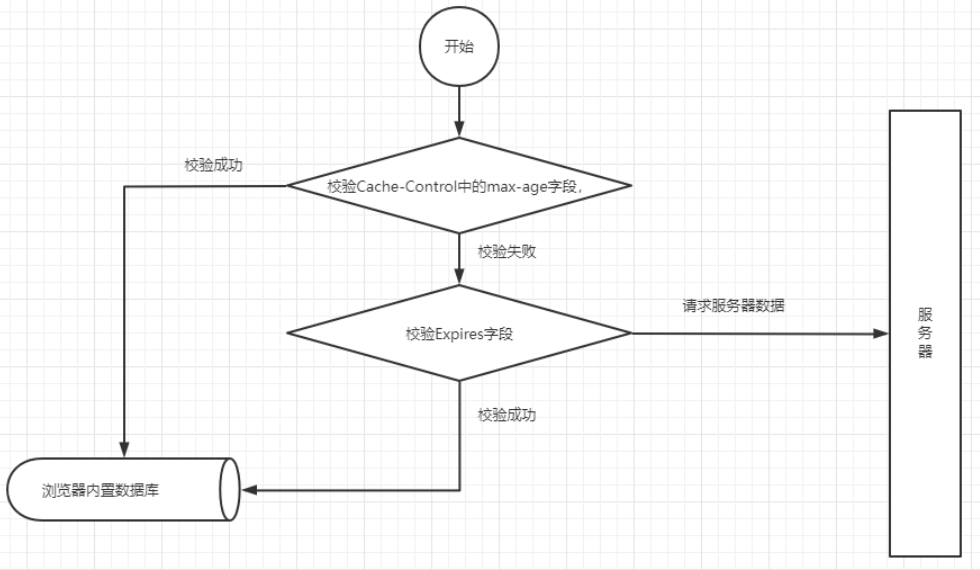 开始
校验成功
校验Cache-Control中的max-age字段，
校验失败
请求服务器数据
校验Expires字段
服
务
器
校验成功
浏览器内置数据库